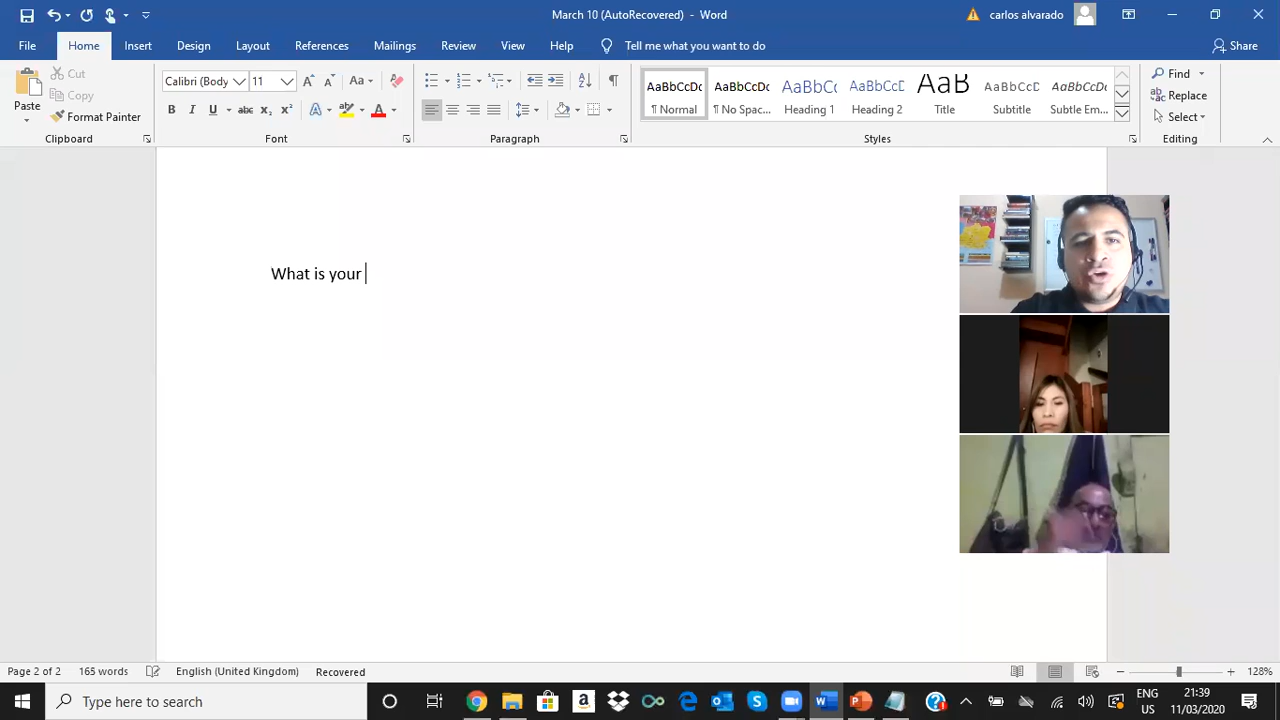 March 10 (AutoRecovered) - Word
carlos alvarado
File Home Insert Design Layout References Mailings Review View Help Tell me what you want to do Share
Paste
Cut
Copy
Format Painter
Calibri (Body 11
AaBbCcDc AaBbCcDc AaBbCc AaBbCcD AaB AaBbCcD AaBbCcDc
¶ Normal ¶ No Spac... Heading 1 Heading 2 Title Subtitle Subtle Em...
Find
Replace
Select
Clipboard Font Paragraph Styles Editing
What is your
Page 2 of 2 165 words English (United Kingdom) Recovered 128%
Type here to search
ENG
US
21:39
11/03/2020